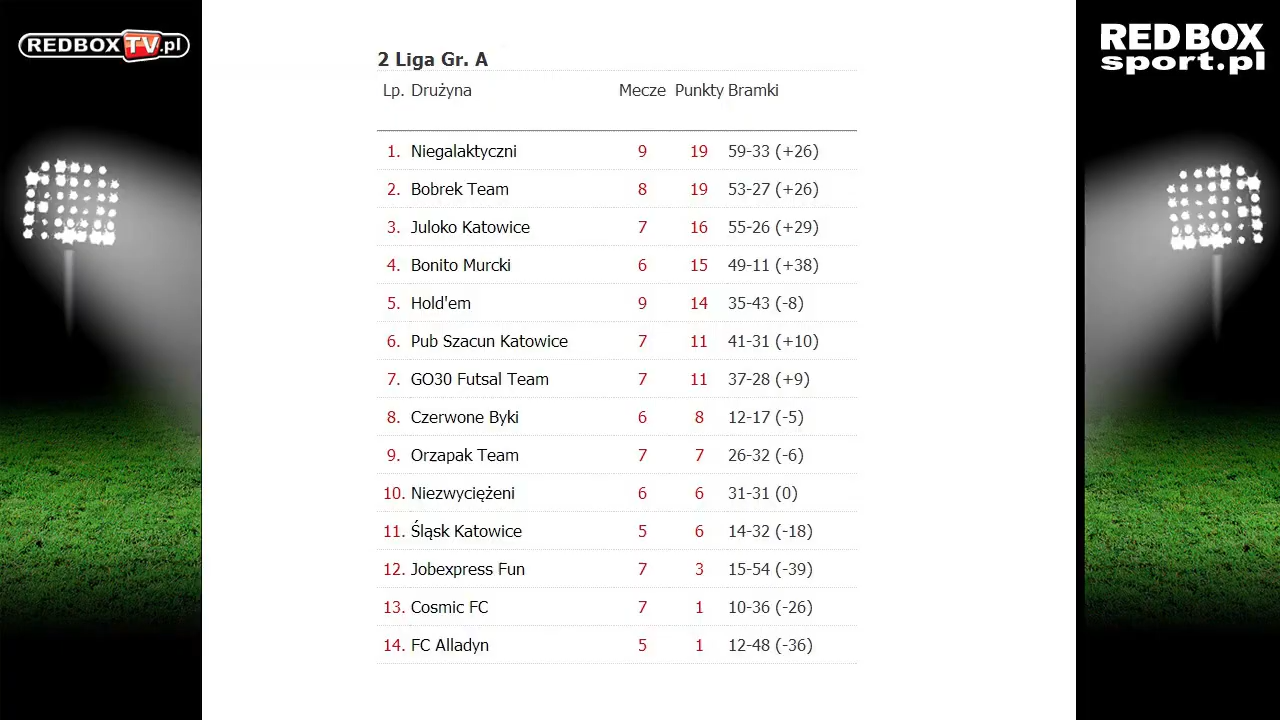 REDBOXTV.pl
RED BOX
sport.pl
2 Liga Gr. A
Lp. Drużyna Mecze Punkty Bramki
1. Niegalaktyczni 9 19 59-33 (+26)
2. Bobrek Team 8 19 53-27 (+26)
3. Juloko Katowice 7 16 55-26 (+29)
4. Bonito Murcki 6 15 49-11 (+38)
5. Hold'em 9 14 35-43 (-8)
6. Pub Szacun Katowice 7 11 41-31 (+10)
7. GO30 Futsal Team 7 11 37-28 (+9)
8. Czerwone Byki 6 8 12-17 (-5)
9. Orzapak Team 7 7 26-32 (-6)
10. Niezwyciężeni 6 6 31-31 (0)
11. Śląsk Katowice 5 6 14-32 (-18)
12. Jobexpress Fun 7 3 15-54 (-39)
13. Cosmic FC 7 1 10-36 (-26)
14. FC Alladyn 5 1 12-48 (-36)